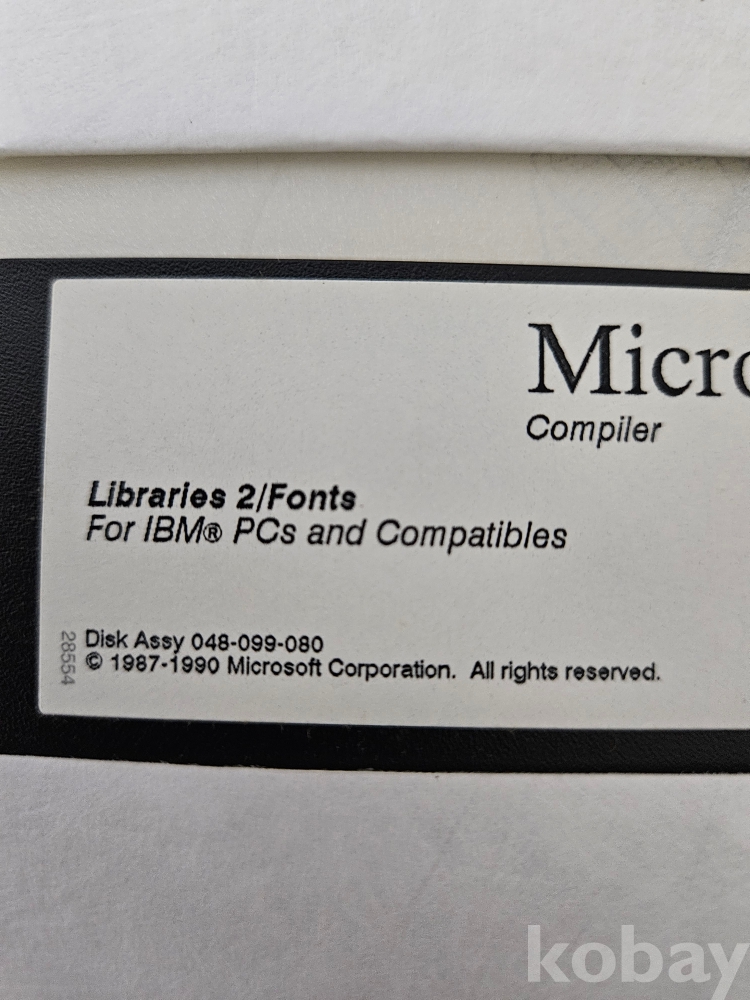 Micro
Compiler
Libraries 2/Fonts
For IBM® PCs and Compatibles
28554
Disk Assy 048-099-080
© 1987-1990 Microsoft Corporation. All rights reserved.
kobay